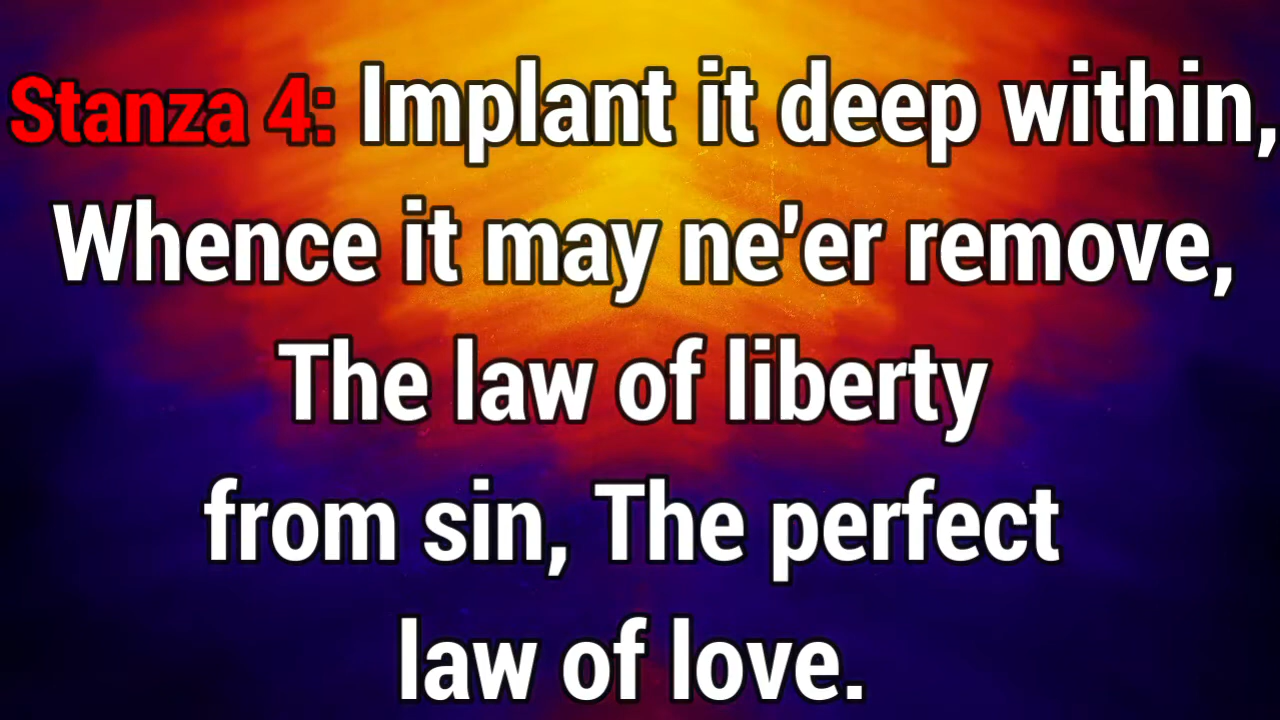 Stanza 4: Implant it deep within,
Whence it may ne'er remove,
The law of liberty
from sin, The perfect
law of love.